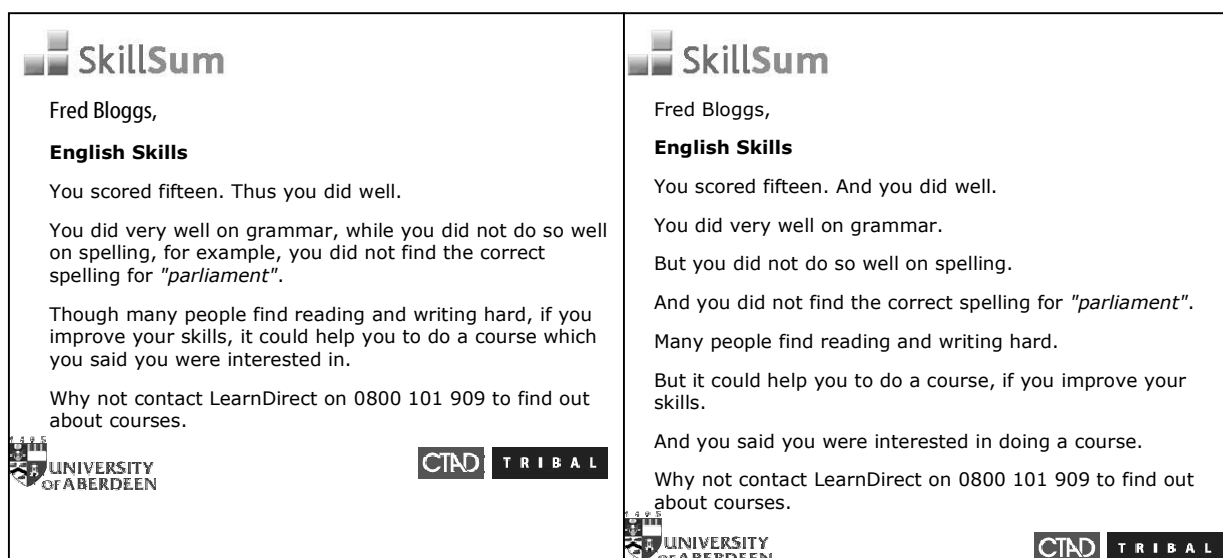 SkillSum
Fred Bloggs,
English Skills
You scored fifteen. Thus you did well.
You did very well on grammar, while you did not do so well
on spelling, for example, you did not find the correct
spelling for "parliament".
Though many people find reading and writing hard, if you
improve your skills, it could help you to do a course which
you said you were interested in.
Why not contact LearnDirect on 0800 101 909 to find out
about courses.
1495
UNIVERSITY
OF ABERDEEN
CTAD TRIBAL
SkillSum
Fred Bloggs,
English Skills
You scored fifteen. And you did well.
You did very well on grammar.
But you did not do so well on spelling.
And you did not find the correct spelling for "parliament".
Many people find reading and writing hard.
But it could help you to do a course, if you improve your
skills.
And you said you were interested in doing a course.
Why not contact LearnDirect on 0800 101 909 to find out
about courses.
1495
UNIVERSITY
OF ABERDEEN
CTAD TRIBAL